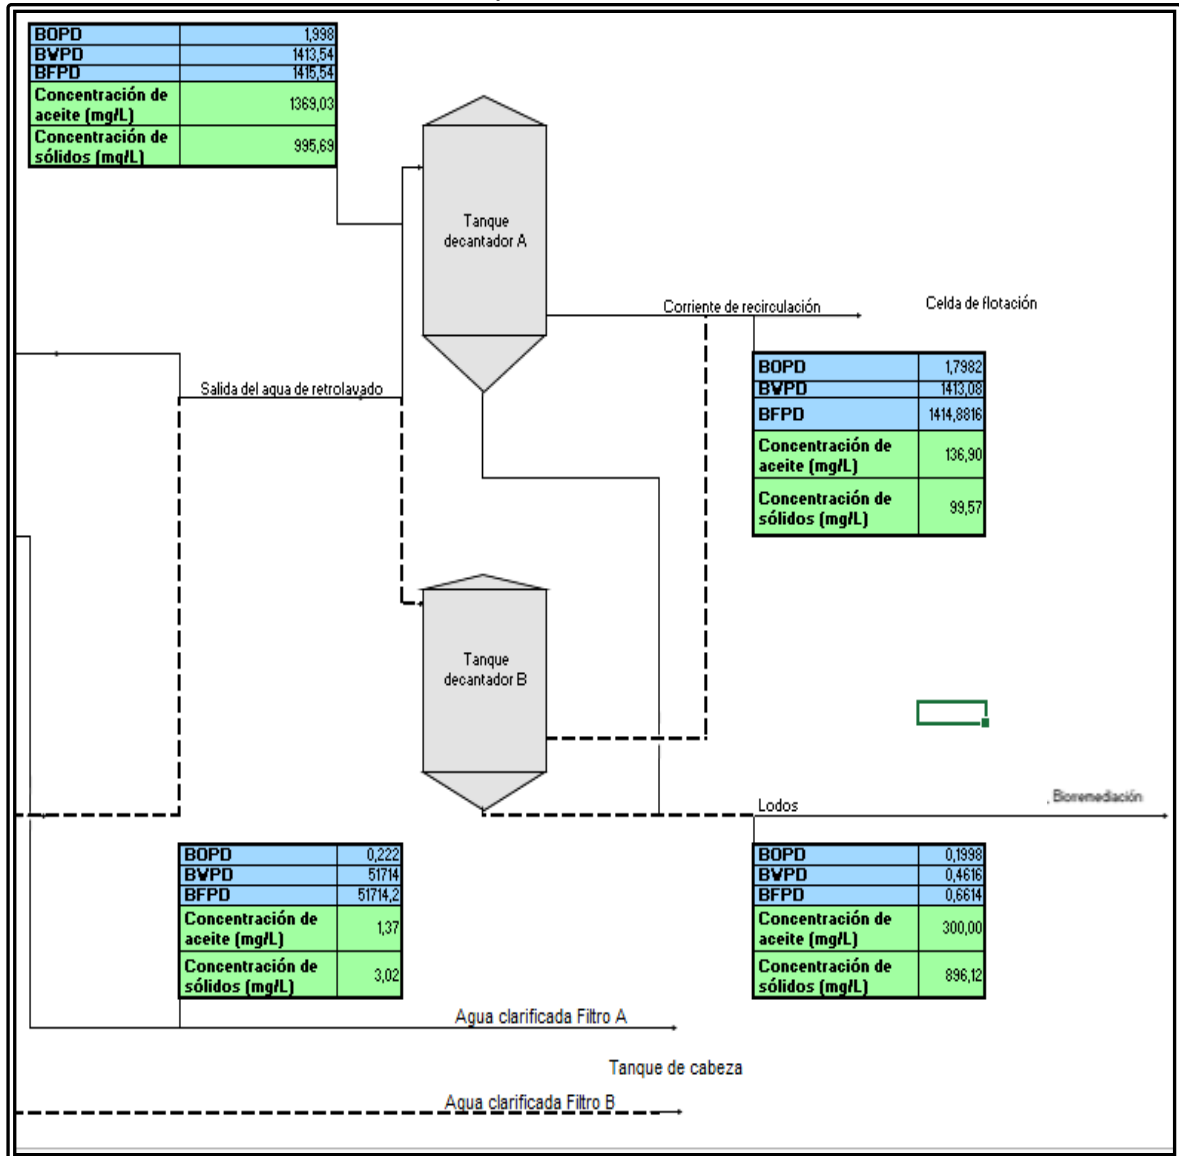 BOPD 1,998
BWPD 1413,54
BFPD 1415,54
Concentración de
aceite (mg/L) 1369,03
Concentración de
sólidos (mg/L) 995,69
Tanque
decantador A
Corriente de recirculación
Celda de flotación
BOPD 1,7982
BWPD 1413,08
BFPD 1414,8816
Concentración de
aceite (mg/L) 136,90
Concentración de
sólidos (mg/L) 99,57
Salida del agua de retrolavado
Tanque
decantador B
Lodos
. Biorremediación
BOPD 0,222
BWPD 51714
BFPD 51714,2
Concentración de
aceite (mg/L) 1,37
Concentración de
sólidos (mg/L) 3,02
BOPD 0,1998
BWPD 0,4616
BFPD 0,6614
Concentración de
aceite (mg/L) 300,00
Concentración de
sólidos (mg/L) 896,12
Agua clarificada Filtro A
Tanque de cabeza
Agua clarificada Filtro B